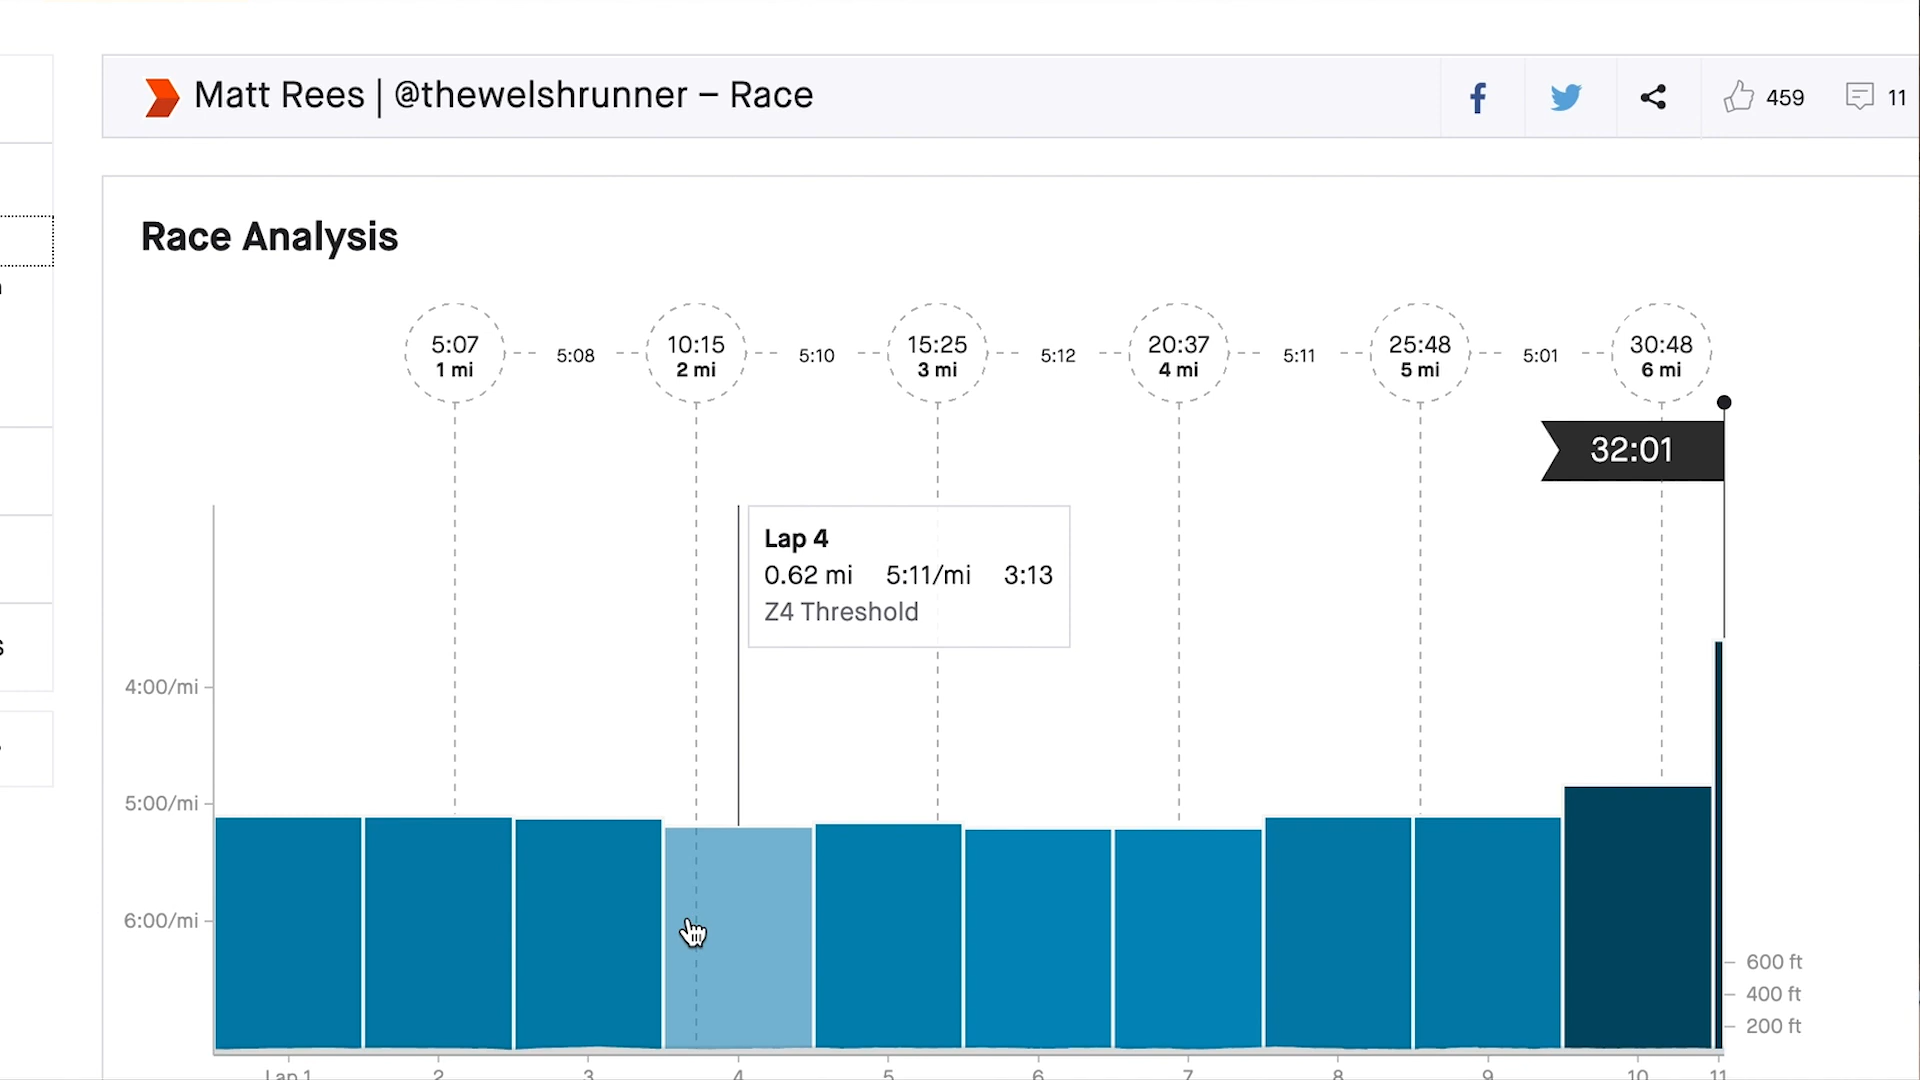 Matt Rees | @thewelshrunner – Race
459
11
Race Analysis
5:07
1 mi
5:08
10:15
2 mi
5:10
15:25
3 mi
5:12
20:37
4 mi
5:11
25:48
5 mi
5:01
30:48
6 mi
32:01
Lap 4
0.62 mi 5:11/mi 3:13
Z4 Threshold
4:00/mi
5:00/mi
6:00/mi
600 ft
400 ft
200 ft
Lap 1 2 3 4 5 6 7 8 9 10 11